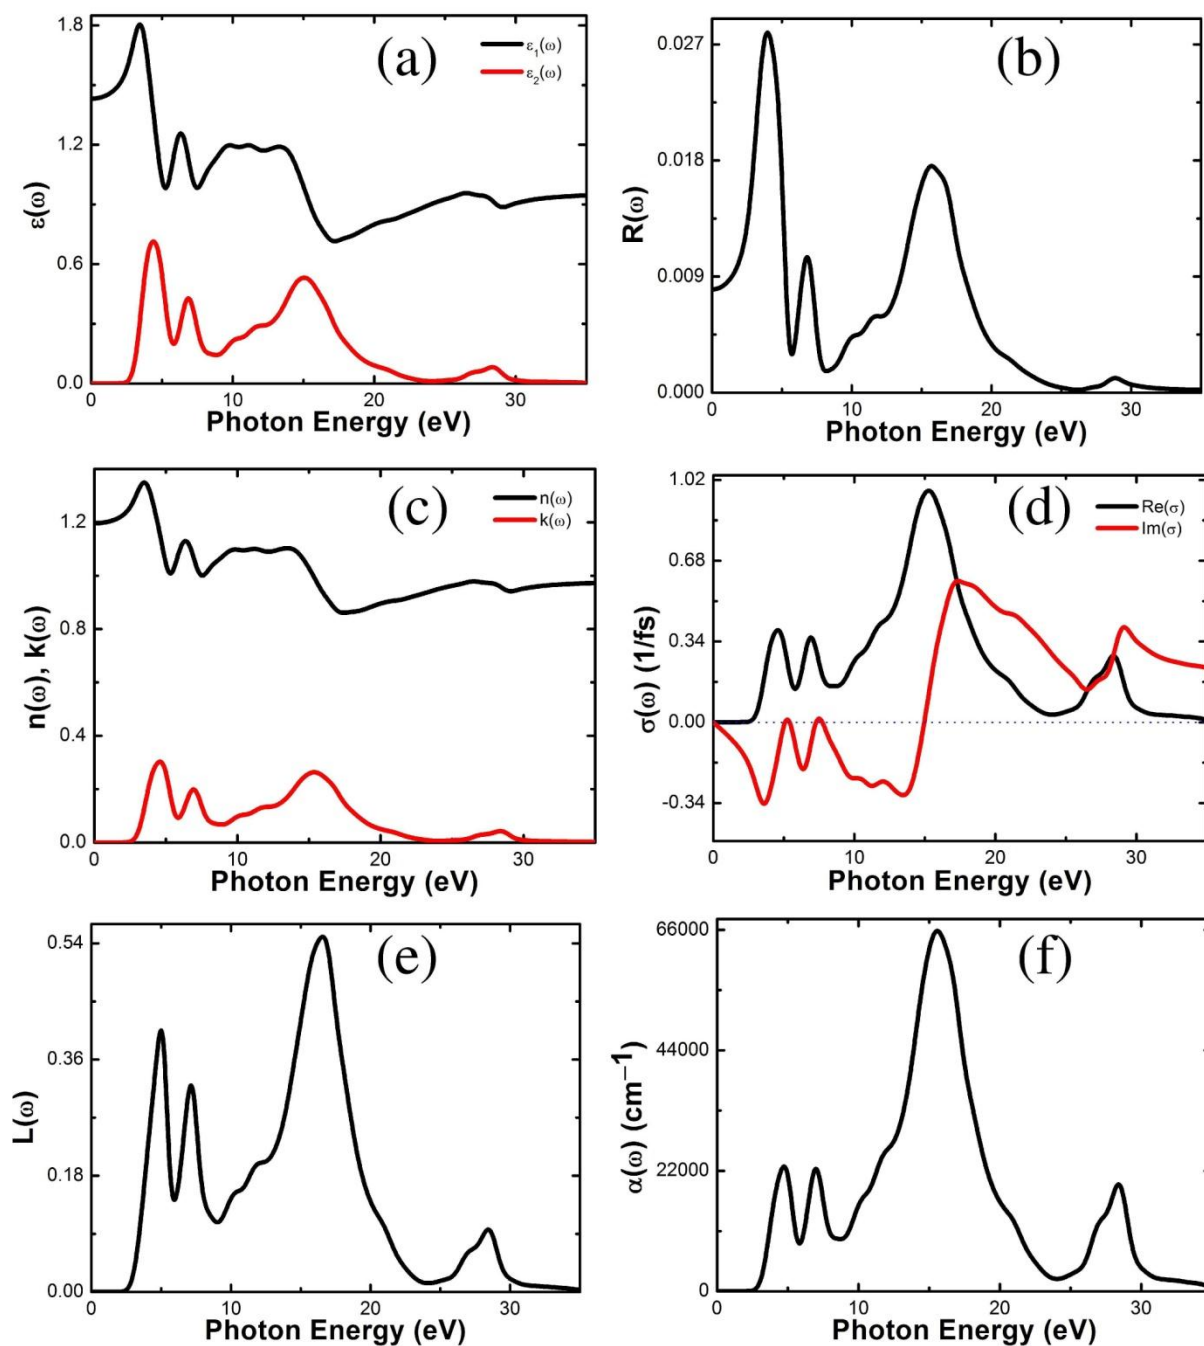 (a)
ε₁(ω)
ε₂(ω)
1.8
1.2
0.6
0.0
ε(ω)
0
10
20
30
Photon Energy (eV)
(b)
0.027
0.018
0.009
0.000
R(ω)
0
10
20
30
Photon Energy (eV)
(c)
n(ω)
k(ω)
1.2
0.8
0.4
0.0
n(ω), k(ω)
0
10
20
30
Photon Energy (eV)
(d)
Re(σ)
Im(σ)
1.02
0.68
0.34
0.00
-0.34
σ(ω) (1/fs)
0
10
20
30
Photon Energy (eV)
(e)
0.54
0.36
0.18
0.00
L(ω)
0
10
20
30
Photon Energy (eV)
(f)
66000
44000
22000
0
α(ω) (cm⁻¹)
0
10
20
30
Photon Energy (eV)